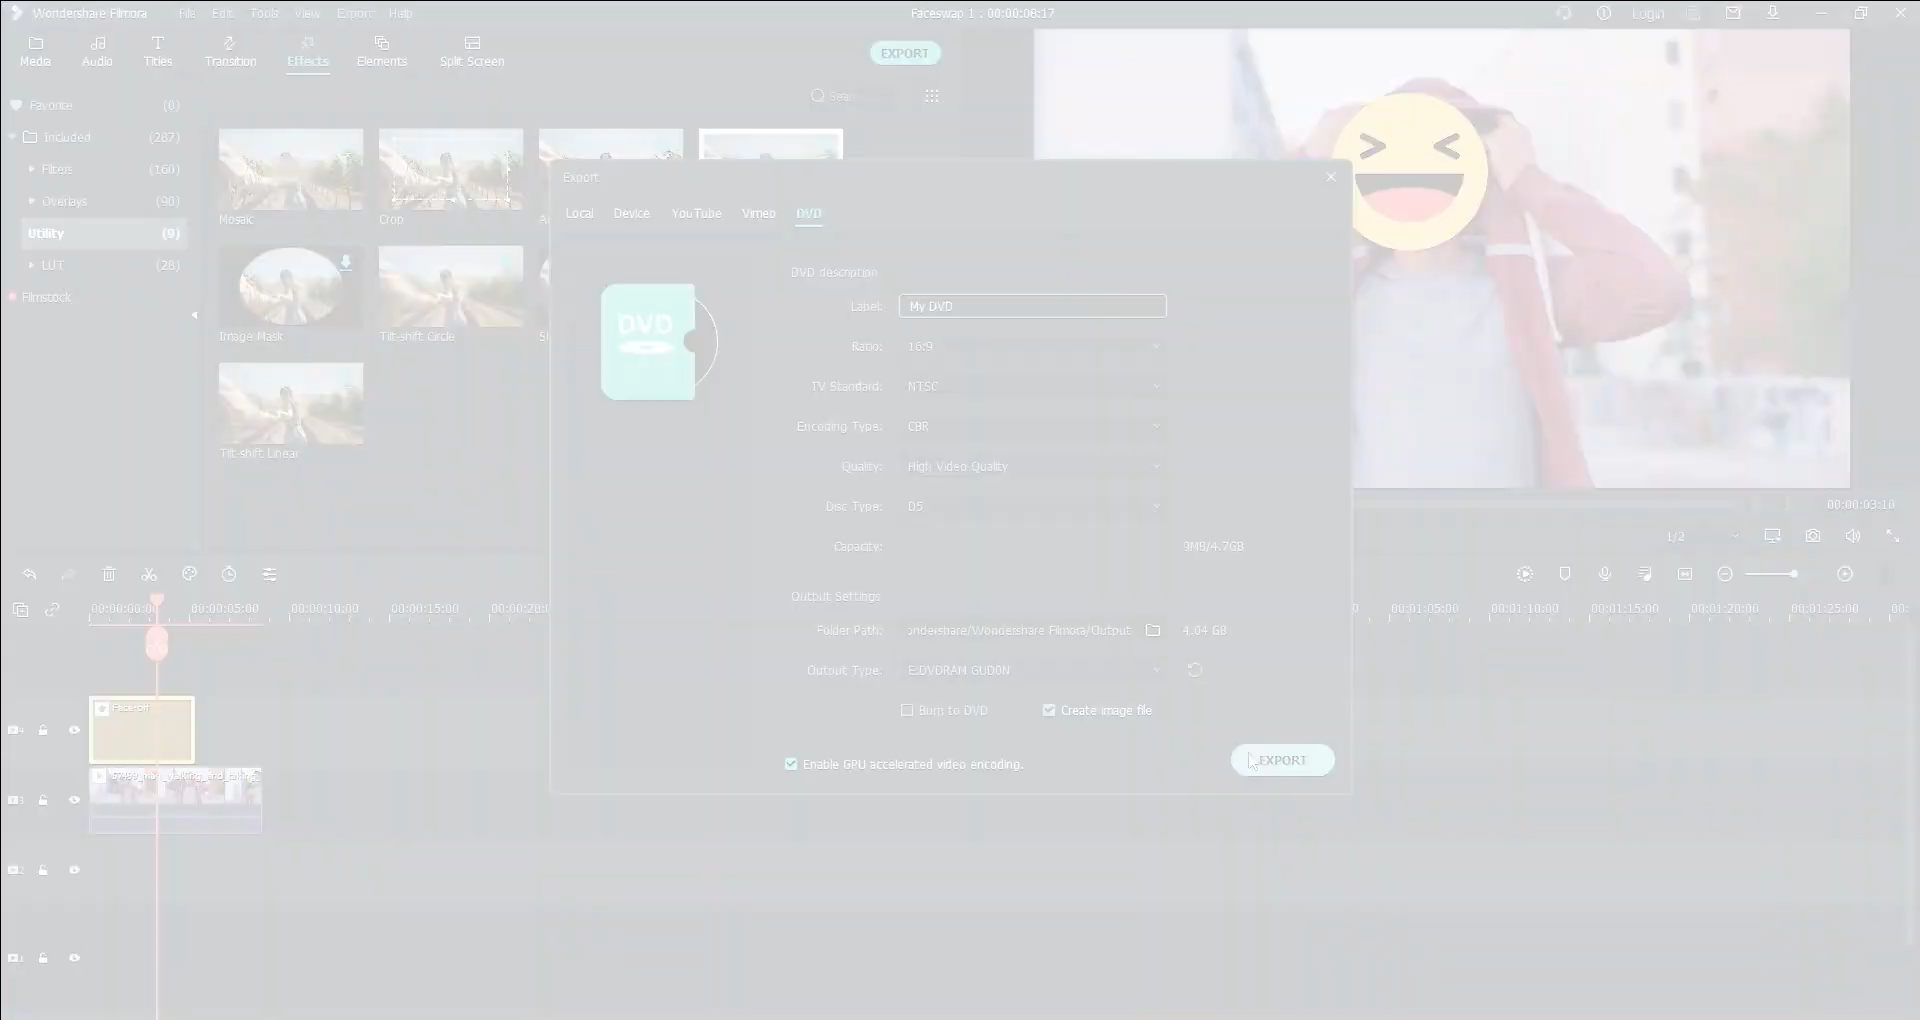 Wondershare Filmora File Edit Tools View Export Help
Faceswap 1 : 00:00:08:17
Login
Media Audio Titles Transition Effects Elements Split Screen
EXPORT
Favorite (0)
Included (287)
Filters (160)
Overlays (90)
Utility (9)
LUT (28)
Filmstock
Mosaic
Crop
Image Mask
Tilt-shift Circle
Tilt-shift Linear
Export
Local Device YouTube Vimeo DVD
DVD
DVD description
Label: My DVD
Ratio: 16:9
TV Standard: NTSC
Encoding Type: CBR
Quality: High Video Quality
Disc Type: D5
Capacity: 9MB/4.7GB
Output Settings
Folder Path: ondershare/Wondershare Filmora/Output 4.04 GB
Output Type: E:DVDRAM GUD0N
Burn to DVD Create image file
Enable GPU accelerated video encoding.
EXPORT
00:00:03:10
1/2
00:00:00:00 00:00:05:00 00:00:10:00 00:00:15:00 00:01:05:00 00:01:10:00 00:01:15:00 00:01:20:00 00:01:25:00 00:
Face-off